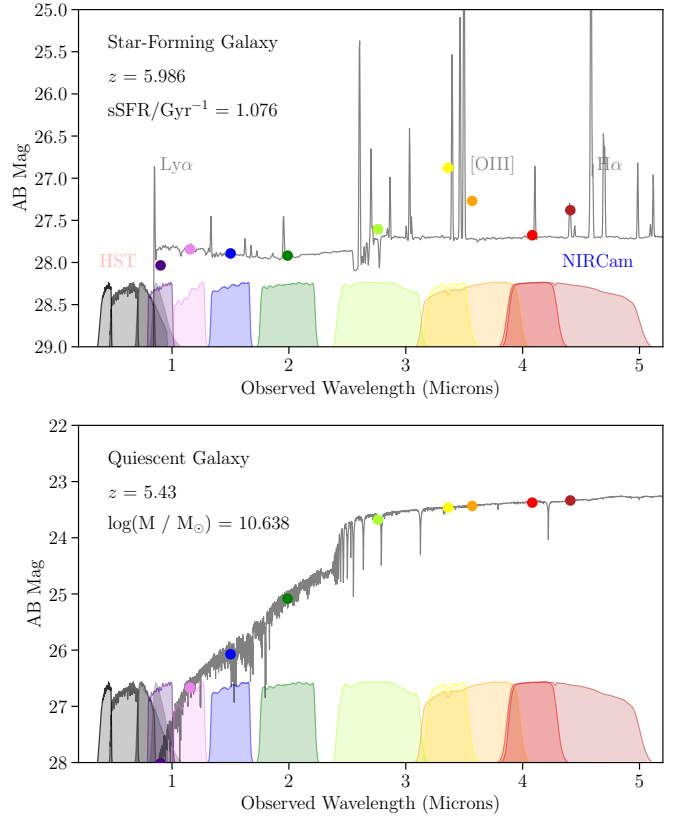 25.0
25.5
26.0
26.5
27.0
27.5
28.0
28.5
29.0
AB Mag
Star-Forming Galaxy
z = 5.986
sSFR/Gyr⁻¹ = 1.076
Lyα
[OIII]
Hα
HST
NIRCam
1 2 3 4 5
Observed Wavelength (Microns)
22
23
24
25
26
27
28
AB Mag
Quiescent Galaxy
z = 5.43
log(M / M⊙) = 10.638
1 2 3 4 5
Observed Wavelength (Microns)